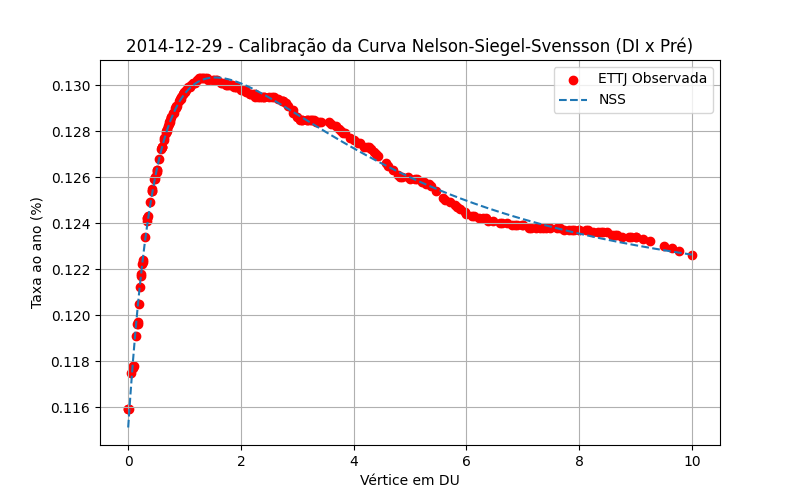 2014-12-29 - Calibração da Curva Nelson-Siegel-Svensson (DI x Pré)
ETTJ Observada
NSS
Taxa ao ano (%)
0.130
0.128
0.126
0.124
0.122
0.120
0.118
0.116
0 2 4 6 8 10
Vértice em DU